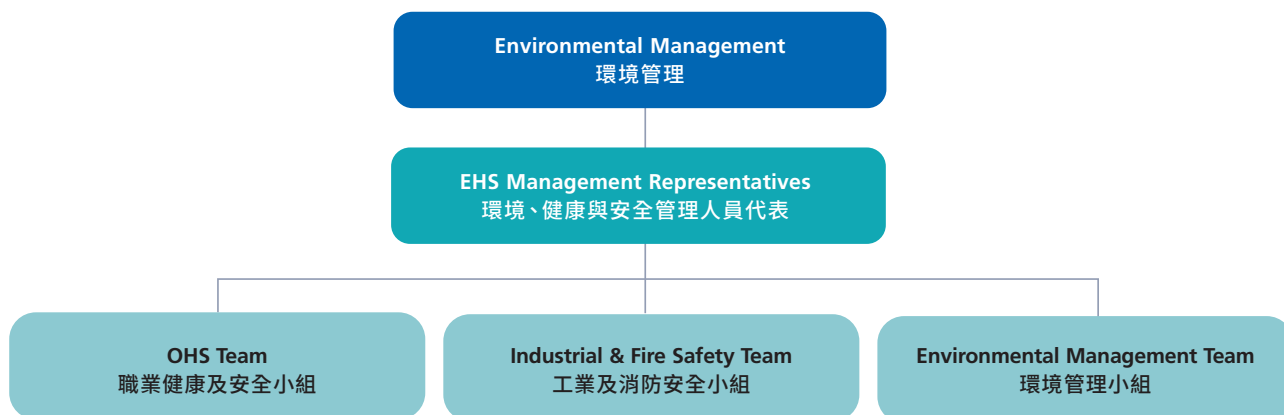 Environmental Management
環境管理
EHS Management Representatives
環境、健康與安全管理人員代表
OHS Team
職業健康及安全小組
Industrial & Fire Safety Team
工業及消防安全小組
Environmental Management Team
環境管理小組